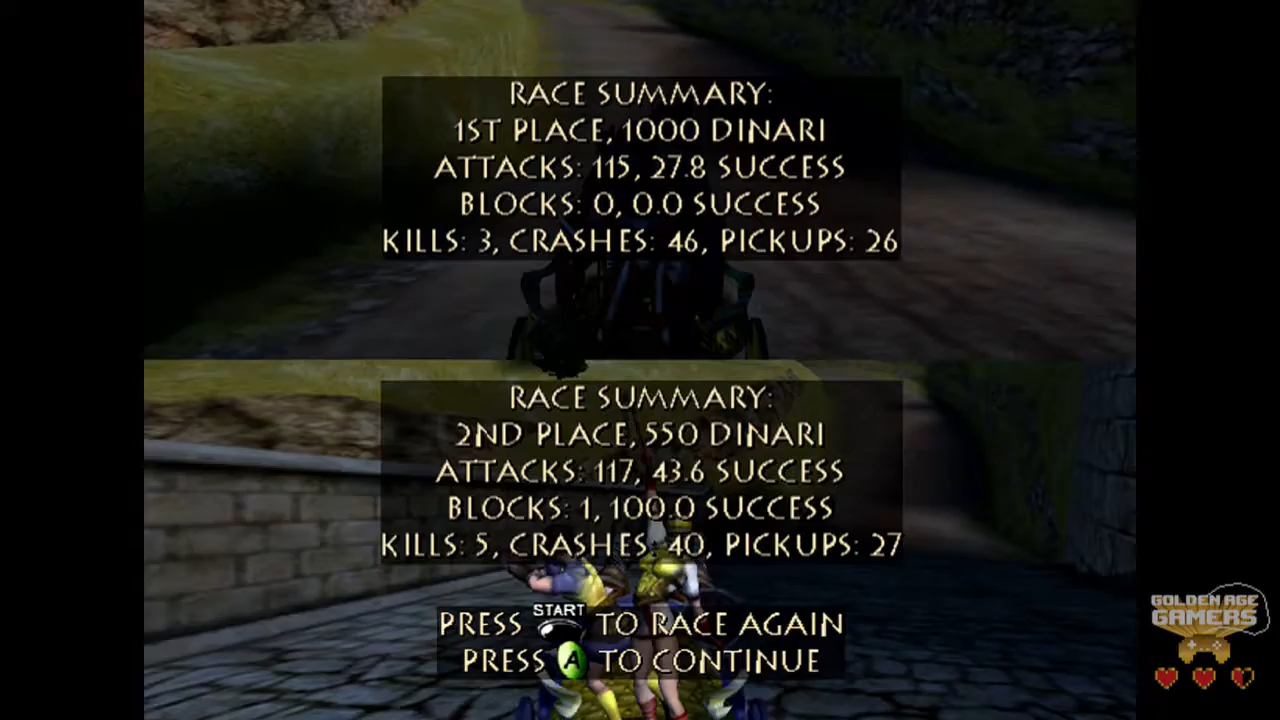 RACE SUMMARY:
1ST PLACE, 1000 DINARI
ATTACKS: 115, 27.8 SUCCESS
BLOCKS: 0, 0.0 SUCCESS
KILLS: 3, CRASHES: 46, PICKUPS: 26
RACE SUMMARY:
2ND PLACE, 550 DINARI
ATTACKS: 117, 43.6 SUCCESS
BLOCKS: 1, 100.0 SUCCESS
KILLS: 5, CRASHES: 40, PICKUPS: 27
PRESS START TO RACE AGAIN
PRESS A TO CONTINUE
GOLDEN AGE
GAMERS